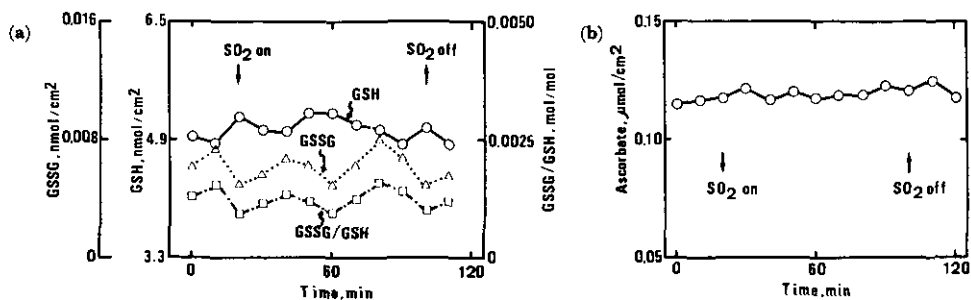 (a)
0,016
0,008
0
GSSG, nmol/cm2
6.5
4.9
3.3
GSH, nmol/cm2
SO2 on
SO2 off
GSH
GSSG
GSSG/GSH
0.0050
0.0025
0
GSSG/GSH, mol/mol
0
60
120
Time, min
(b)
0.15
0.10
0.05
Ascorbate, µmol/cm2
SO2 on
SO2 off
0
60
120
Time, min